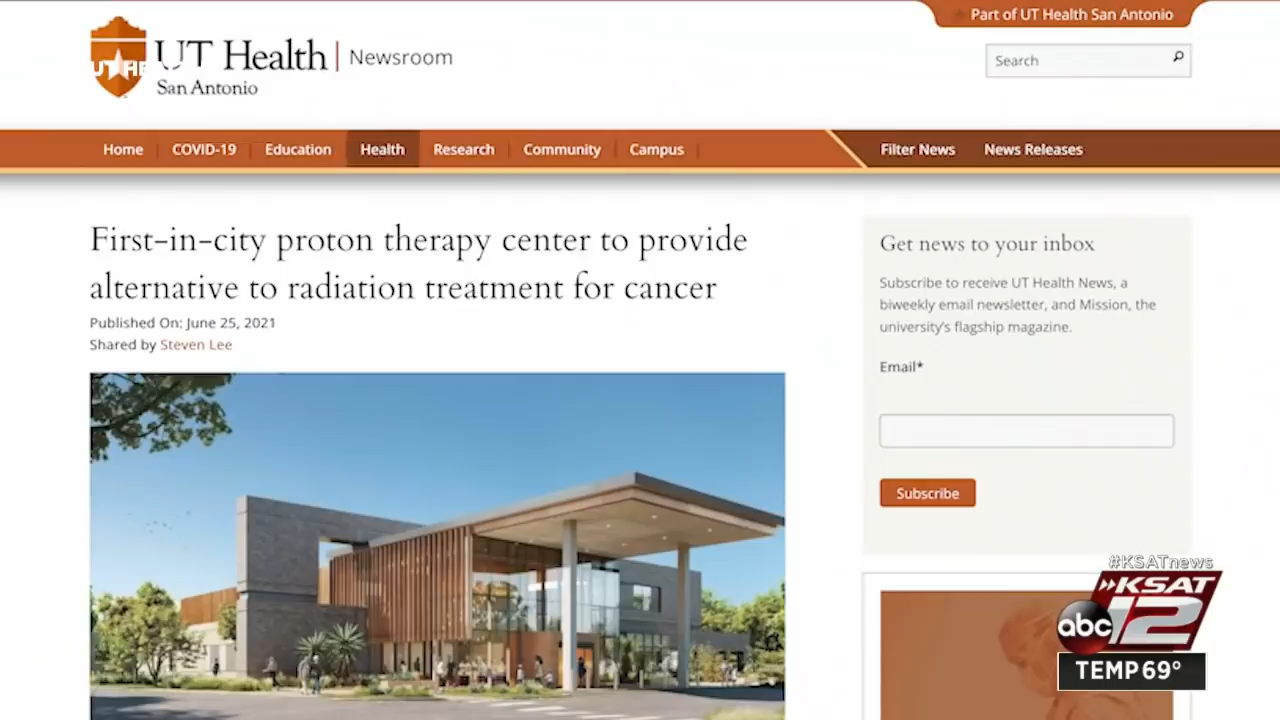 Part of UT Health San Antonio
UT Health | Newsroom
San Antonio
UT HE
Search
Home
COVID-19
Education
Health
Research
Community
Campus
Filter News
News Releases
First-in-city proton therapy center to provide
alternative to radiation treatment for cancer
Published On: June 25, 2021
Shared by Steven Lee
Get news to your inbox
Subscribe to receive UT Health News, a
biweekly email newsletter, and Mission, the
university's flagship magazine.
Email*
Subscribe
#KSATnews
KSAT
abc 12
TEMP 69°